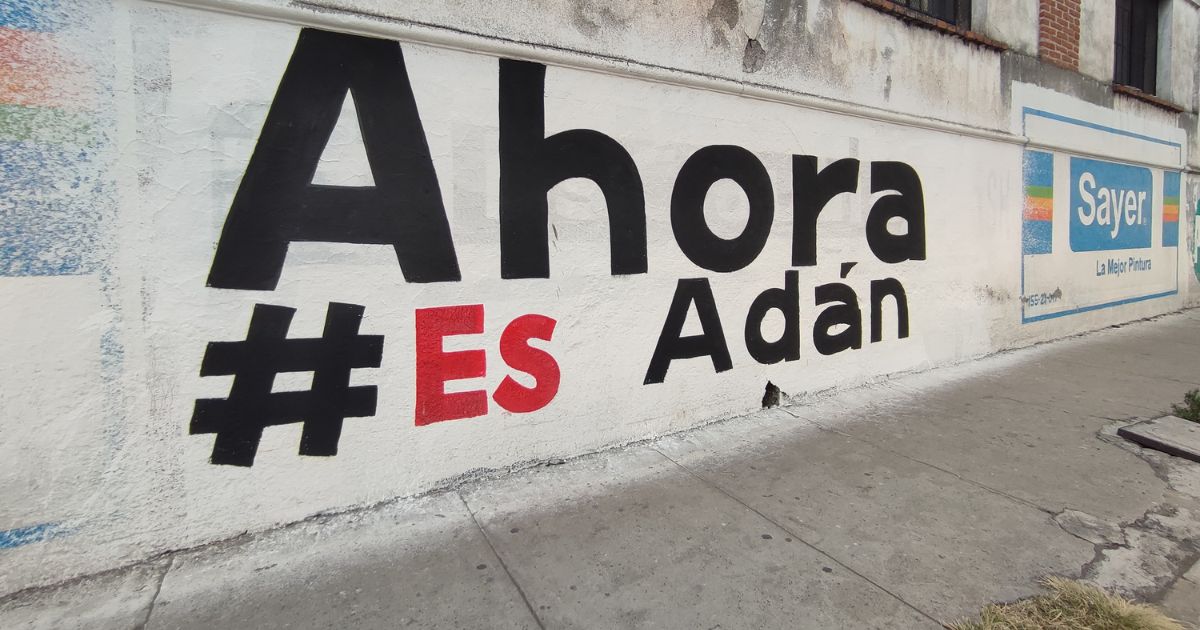 Ahora
#Es Adán
Sayer
La Mejor Pintura